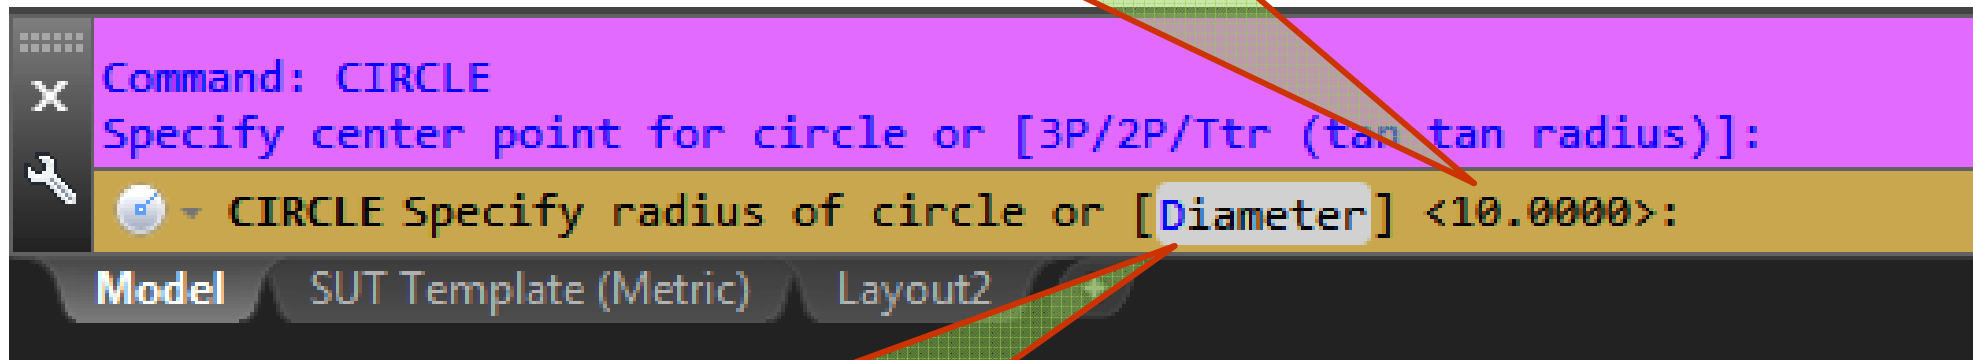 Command: CIRCLE
Specify center point for circle or [3P/2P/Ttr (tan tan radius)]:
CIRCLE Specify radius of circle or [Diameter] <10.0000>:
Model SUT Template (Metric) Layout2 +